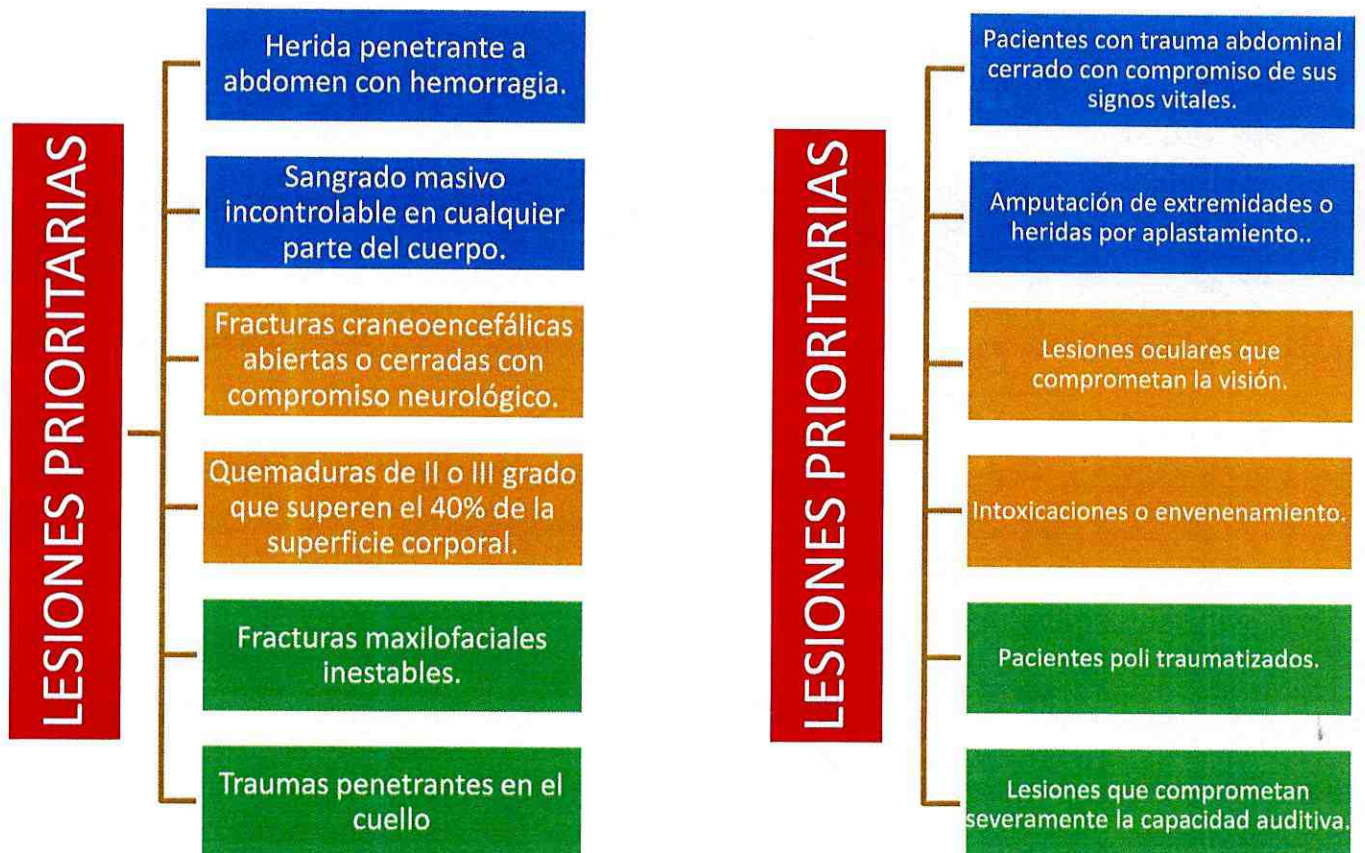 LESIONES PRIORITARIAS
Herida penetrante a
abdomen con hemorragia.
Sangrado masivo
incontrolable en cualquier
parte del cuerpo.
Fracturas craneoencefálicas
abiertas o cerradas con
compromiso neurológico.
Quemaduras de II o III grado
que superen el 40% de la
superficie corporal.
Fracturas maxilofaciales
inestables.
Traumas penetrantes en el
cuello
LESIONES PRIORITARIAS
Pacientes con trauma abdominal
cerrado con compromiso de sus
signos vitales.
Amputación de extremidades o
heridas por aplastamiento..
Lesiones oculares que
comprometan la visión.
Intoxicaciones o envenenamiento.
Pacientes poli traumatizados.
Lesiones que comprometan
severamente la capacidad auditiva.